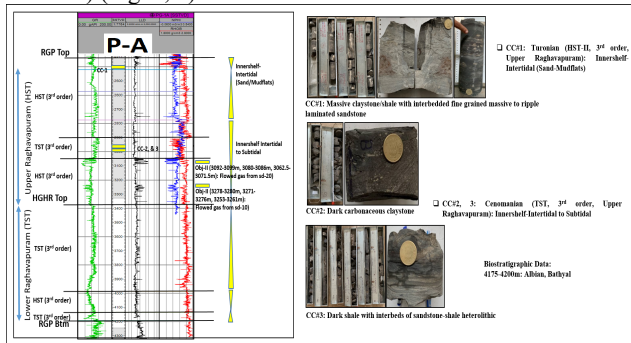 P-A
RGP Top
CC-1
HST (3rd order)
TST (3rd order)
CC-2, & 3
HST (3rd order)
HGHR Top
TST (3rd order)
HST (3rd order)
TST (3rd order)
RGP Btm
Upper Raghavapuram (HST)
Lower Raghavapuram (TST)
Innershelf-
Intertidal
(Sand/Mudflats)
Innershelf Intertidal
to Subtidal
Obj-II (3092-3099m, 3080-3086m, 3062.5-
3071.5m): Flowed gas from sd-20)
Obj-II (3278-3280m, 3271-
3276m, 3253-3261m):
Flowed gas from sd-10)
CC#1: Turonian (HST-II, 3rd order,
Upper Raghavapuram): Innershelf-
Intertidal (Sand-Mudflats)
CC#1: Massive claystone/shale with interbedded fine grained massive to ripple
laminated sandstone
CC#2: Dark carbonaceous claystone
CC#2, 3: Cenomanian (TST, 3rd order, Upper
Raghavapuram): Innershelf-Intertidal to Subtidal
Biostratigraphic Data:
4175-4200m: Albian, Bathyal
CC#3: Dark shale with interbeds of sandstone-shale heterolithic